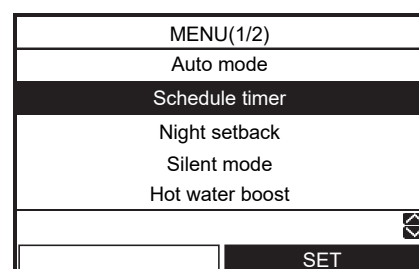 MENU(1/2)
Auto mode
Schedule timer
Night setback
Silent mode
Hot water boost
SET